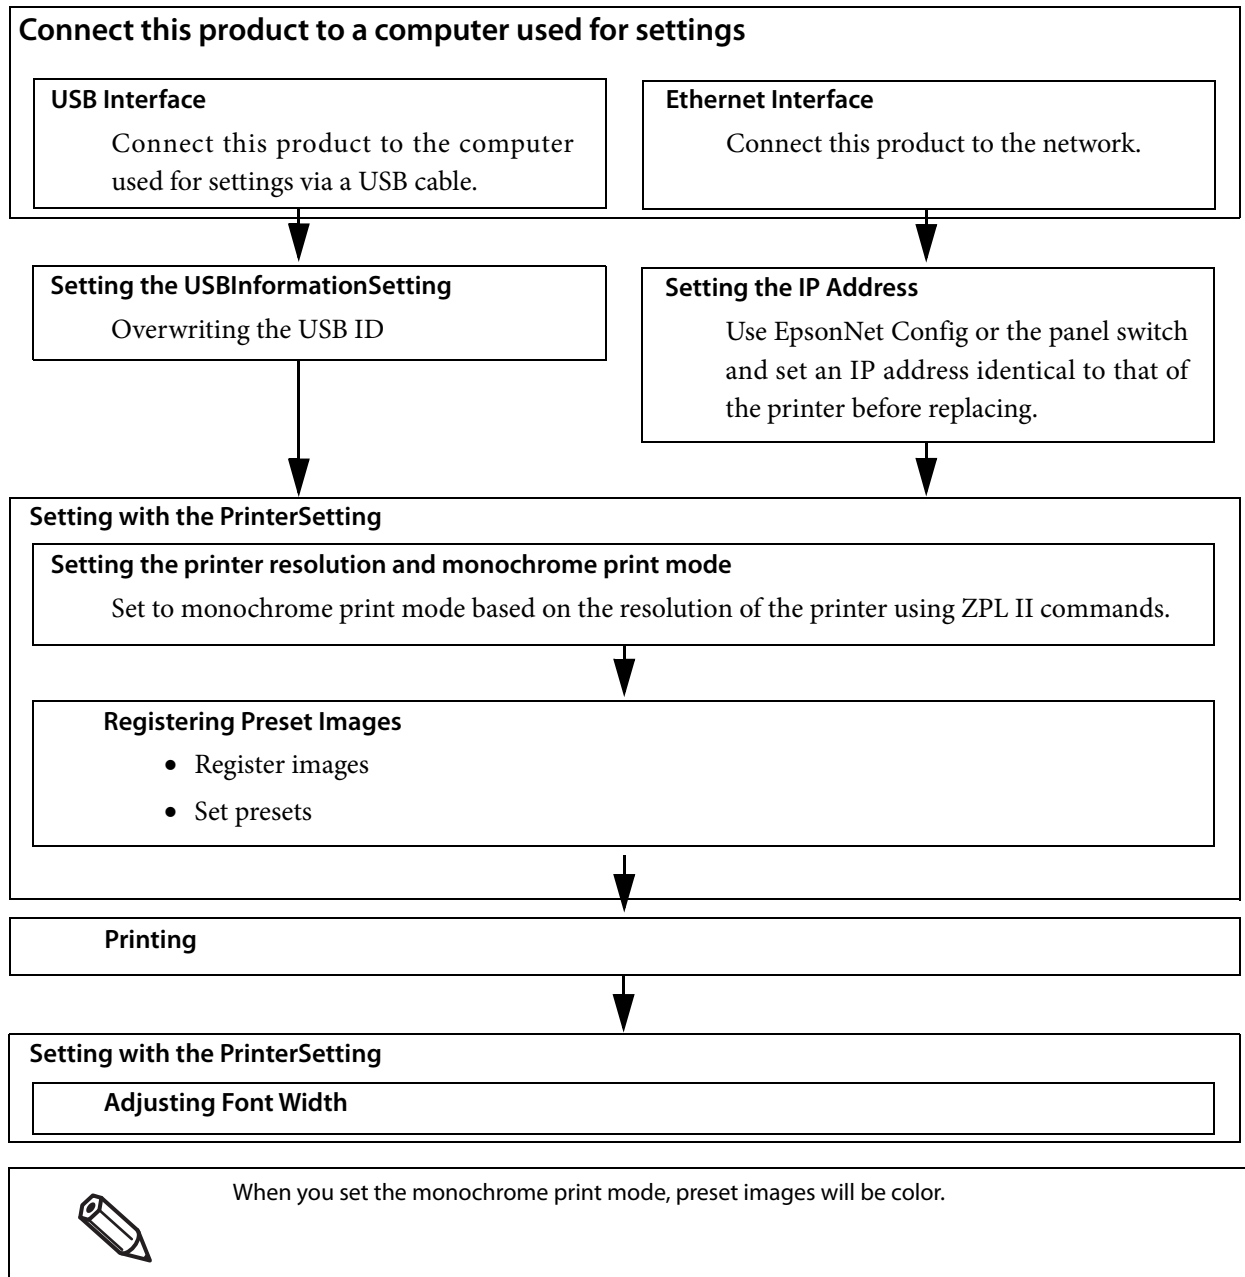 Connect this product to a computer used for settings
USB Interface
Connect this product to the computer
used for settings via a USB cable.
Ethernet Interface
Connect this product to the network.
Setting the USBInformationSetting
Overwriting the USB ID
Setting the IP Address
Use EpsonNet Config or the panel switch
and set an IP address identical to that of
the printer before replacing.
Setting with the PrinterSetting
Setting the printer resolution and monochrome print mode
Set to monochrome print mode based on the resolution of the printer using ZPL II commands.
Registering Preset Images
• Register images
• Set presets
Printing
Setting with the PrinterSetting
Adjusting Font Width
When you set the monochrome print mode, preset images will be color.